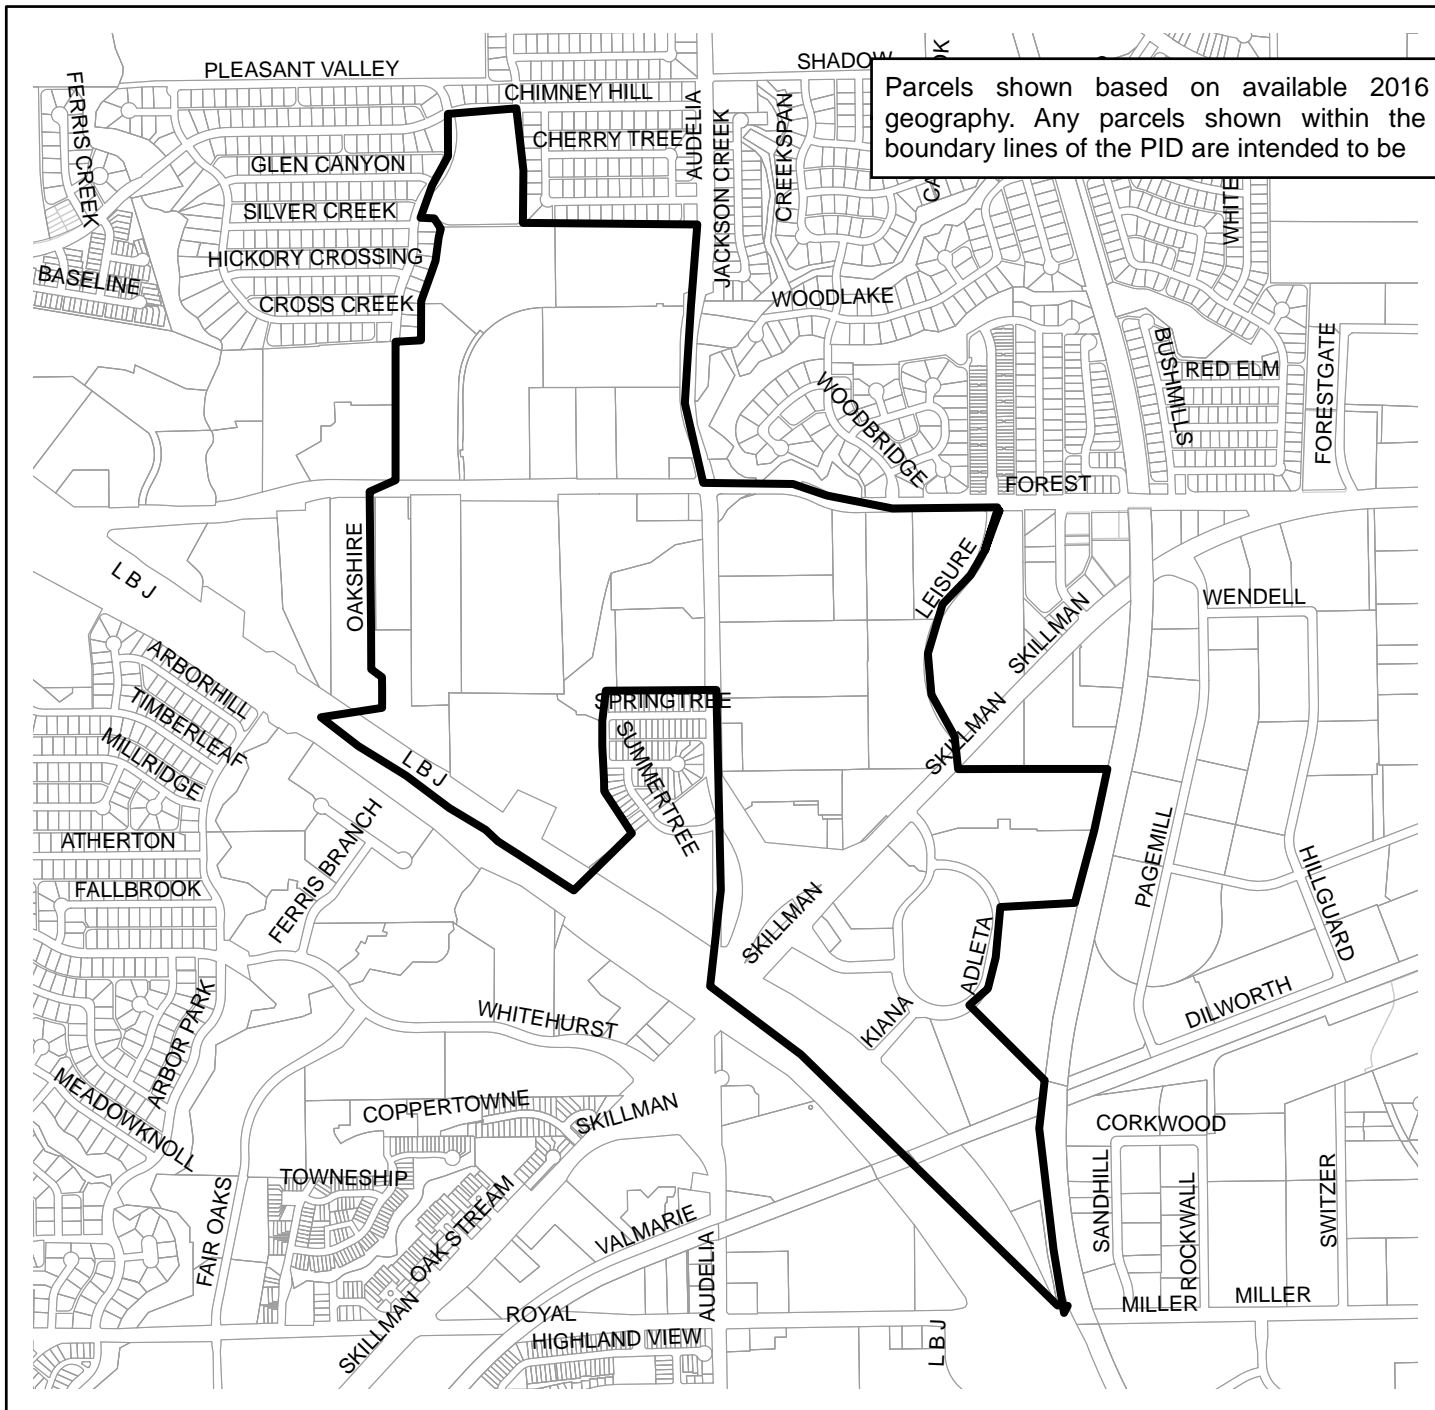 PLEASANT VALLEY
SHADOW
Parcels shown based on available 2016
geography. Any parcels shown within the
boundary lines of the PID are intended to be
FERRIS CREEK
CHIMNEY HILL
AUDELIA
CHERRY TREE
JACKSON CREEK
CREEKSPAN
WHITE
GLEN CANYON
SILVER CREEK
HICKORY CROSSING
BASELINE
CROSS CREEK
WOODLAKE
WOODBRIDGE
BUSHMILLS
RED ELM
FORESTGATE
FOREST
OAKSHIRE
LEISURE
LBJ
WENDELL
SKILLMAN
ARBORHILL
TIMBERLEAF
MILLRIDGE
SPRINGTREE
SUMMERTREE
SKILLMAN
LBJ
ATHERTON
FALLBROOK
FERRIS BRANCH
PAGEMILL
HILLGUARD
SKILLMAN
ADLETA
KIANA
DILWORTH
WHITEHURST
ARBOR PARK
MEADOWKNOLL
COPPERTOWNE
SKILLMAN
CORKWOOD
TOWNESHIP
FAIR OAKS
OAK STREAM
VALMARIE
AUDELIA
SANDHILL
ROCKWALL
SWITZER
MILLER
MILLER
ROYAL
SKILLMAN
HIGHLAND VIEW
LBJ